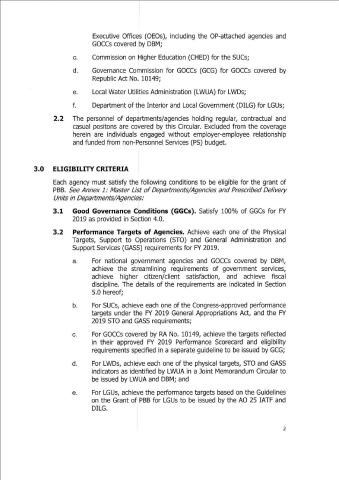 Executive Offices (OEOs), including the OP-attached agencies and
GOCCs covered by DBM;
c. Commission on Higher Education (CHED) for the SUCs;
d. Governance Commission for GOCCs (GCG) for GOCCs covered by
Republic Act No. 10149;
e. Local Water Utilities Administration (LWUA) for LWDs;
f. Department of the Interior and Local Government (DILG) for LGUs;
2.2 The personnel of departments/agencies holding regular, contractual and
casual positons are covered by this Circular. Excluded from the coverage
herein are individuals engaged without employer-employee relationship
and funded from non-Personnel Services (PS) budget.
3.0 ELIGIBILITY CRITERIA
Each agency must satisfy the following conditions to be eligible for the grant of
PBB. See Annex 1: Master List of Departments/Agencies and Prescribed Delivery
Units in Departments/Agencies:
3.1 Good Governance Conditions (GGCs). Satisfy 100% of GGCs for FY
2019 as provided in Section 4.0.
3.2 Performance Targets of Agencies. Achieve each one of the Physical
Targets, Support to Operations (STO) and General Administration and
Support Services (GASS) requirements for FY 2019.
a. For national government agencies and GOCCs covered by DBM,
achieve the streamlining requirements of government services,
achieve higher citizen/client satisfaction, and achieve fiscal
discipline. The details of the requirements are indicated in Section
5.0 hereof;
b. For SUCs, achieve each one of the Congress-approved performance
targets under the FY 2019 General Appropriations Act, and the FY
2019 STO and GASS requirements;
c. For GOCCs covered by RA No. 10149, achieve the targets reflected
in their approved FY 2019 Performance Scorecard and eligibility
requirements specified in a separate guideline to be issued by GCG;
d. For LWDs, achieve each one of the physical targets, STO and GASS
indicators as identified by LWUA in a Joint Memorandum Circular to
be issued by LWUA and DBM; and
e. For LGUs, achieve the performance targets based on the Guidelines
on the Grant of PBB for LGUs to be issued by the AO 25 IATF and
DILG.
2